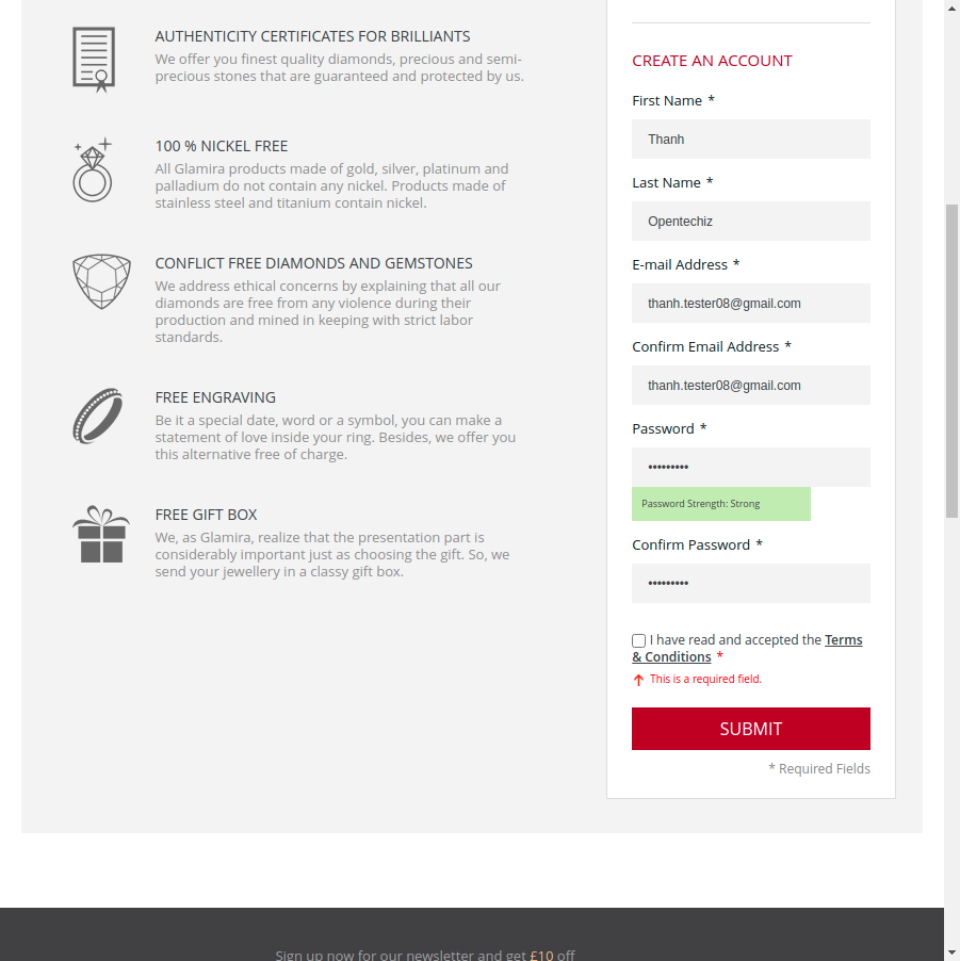 AUTHENTICITY CERTIFICATES FOR BRILLIANTS
We offer you finest quality diamonds, precious and semi-
precious stones that are guaranteed and protected by us.
100 % NICKEL FREE
All Glamira products made of gold, silver, platinum and
palladium do not contain any nickel. Products made of
stainless steel and titanium contain nickel.
CONFLICT FREE DIAMONDS AND GEMSTONES
We address ethical concerns by explaining that all our
diamonds are free from any violence during their
production and mined in keeping with strict labor
standards.
FREE ENGRAVING
Be it a special date, word or a symbol, you can make a
statement of love inside your ring. Besides, we offer you
this alternative free of charge.
FREE GIFT BOX
We, as Glamira, realize that the presentation part is
considerably important just as choosing the gift. So, we
send your jewellery in a classy gift box.
CREATE AN ACCOUNT
First Name *
Thanh
Last Name *
Opentechiz
E-mail Address *
thanh.tester08@gmail.com
Confirm Email Address *
thanh.tester08@gmail.com
Password *
•••••••••
Password Strength: Strong
Confirm Password *
•••••••••
I have read and accepted the Terms
& Conditions *
This is a required field.
SUBMIT
* Required Fields
Sign up now for our newsletter and get £10 off